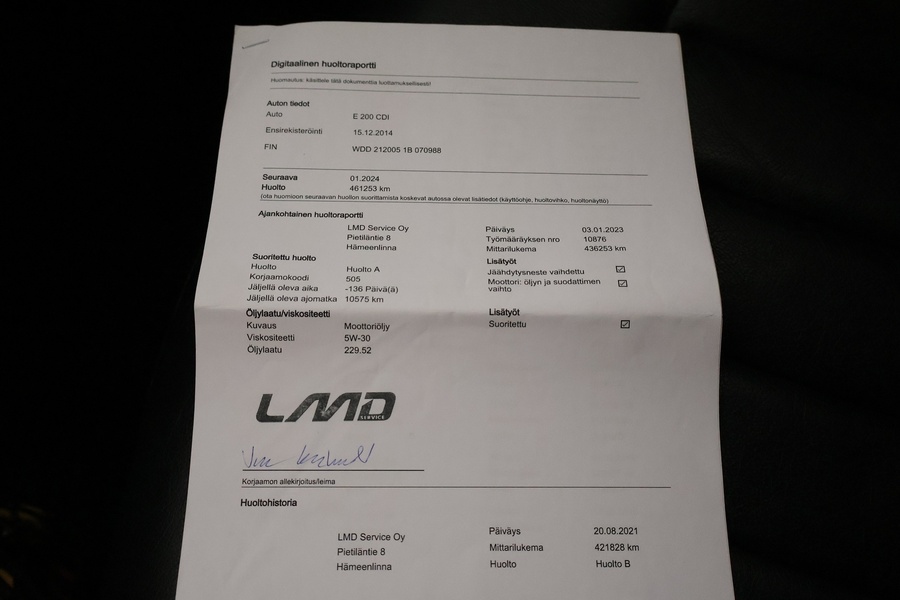 Digitaalinen huoltoraportti
Huomautus: käsittele tätä dokumenttia luottamuksellisesti!
Auton tiedot
Auto E 200 CDI
Ensirekisteröinti 15.12.2014
FIN WDD 212005 1B 070988
Seuraava 01.2024
Huolto 461253 km
(ota huomioon seuraavan huollon suorittamista koskevat autossa olevat lisätiedot (käyttöohje, huoltovihko, huoltonäyttö)
Ajankohtainen huoltoraportti
LMD Service Oy Päiväys 03.01.2023
Pietiläntie 8 Työmääräyksen nro 10876
Hämeenlinna Mittarilukema 436253 km
Suoritettu huolto Lisätyöt
Huolto Huolto A Jäähdytysneste vaihdettu
Korjaamokoodi 505 Moottori: öljyn ja suodattimen
vaihto
Jäljellä oleva aika -136 Päivä(ä)
Jäljellä oleva ajomatka 10575 km
Öljylaatu/viskositeetti Lisätyöt
Kuvaus Moottoriöljy Suoritettu
Viskositeetti 5W-30
Öljylaatu 229.52
LMD
SERVICE
Korjaamon allekirjoitus/leima
Huoltohistoria
LMD Service Oy Päiväys 20.08.2021
Pietiläntie 8 Mittarilukema 421828 km
Hämeenlinna Huolto Huolto B